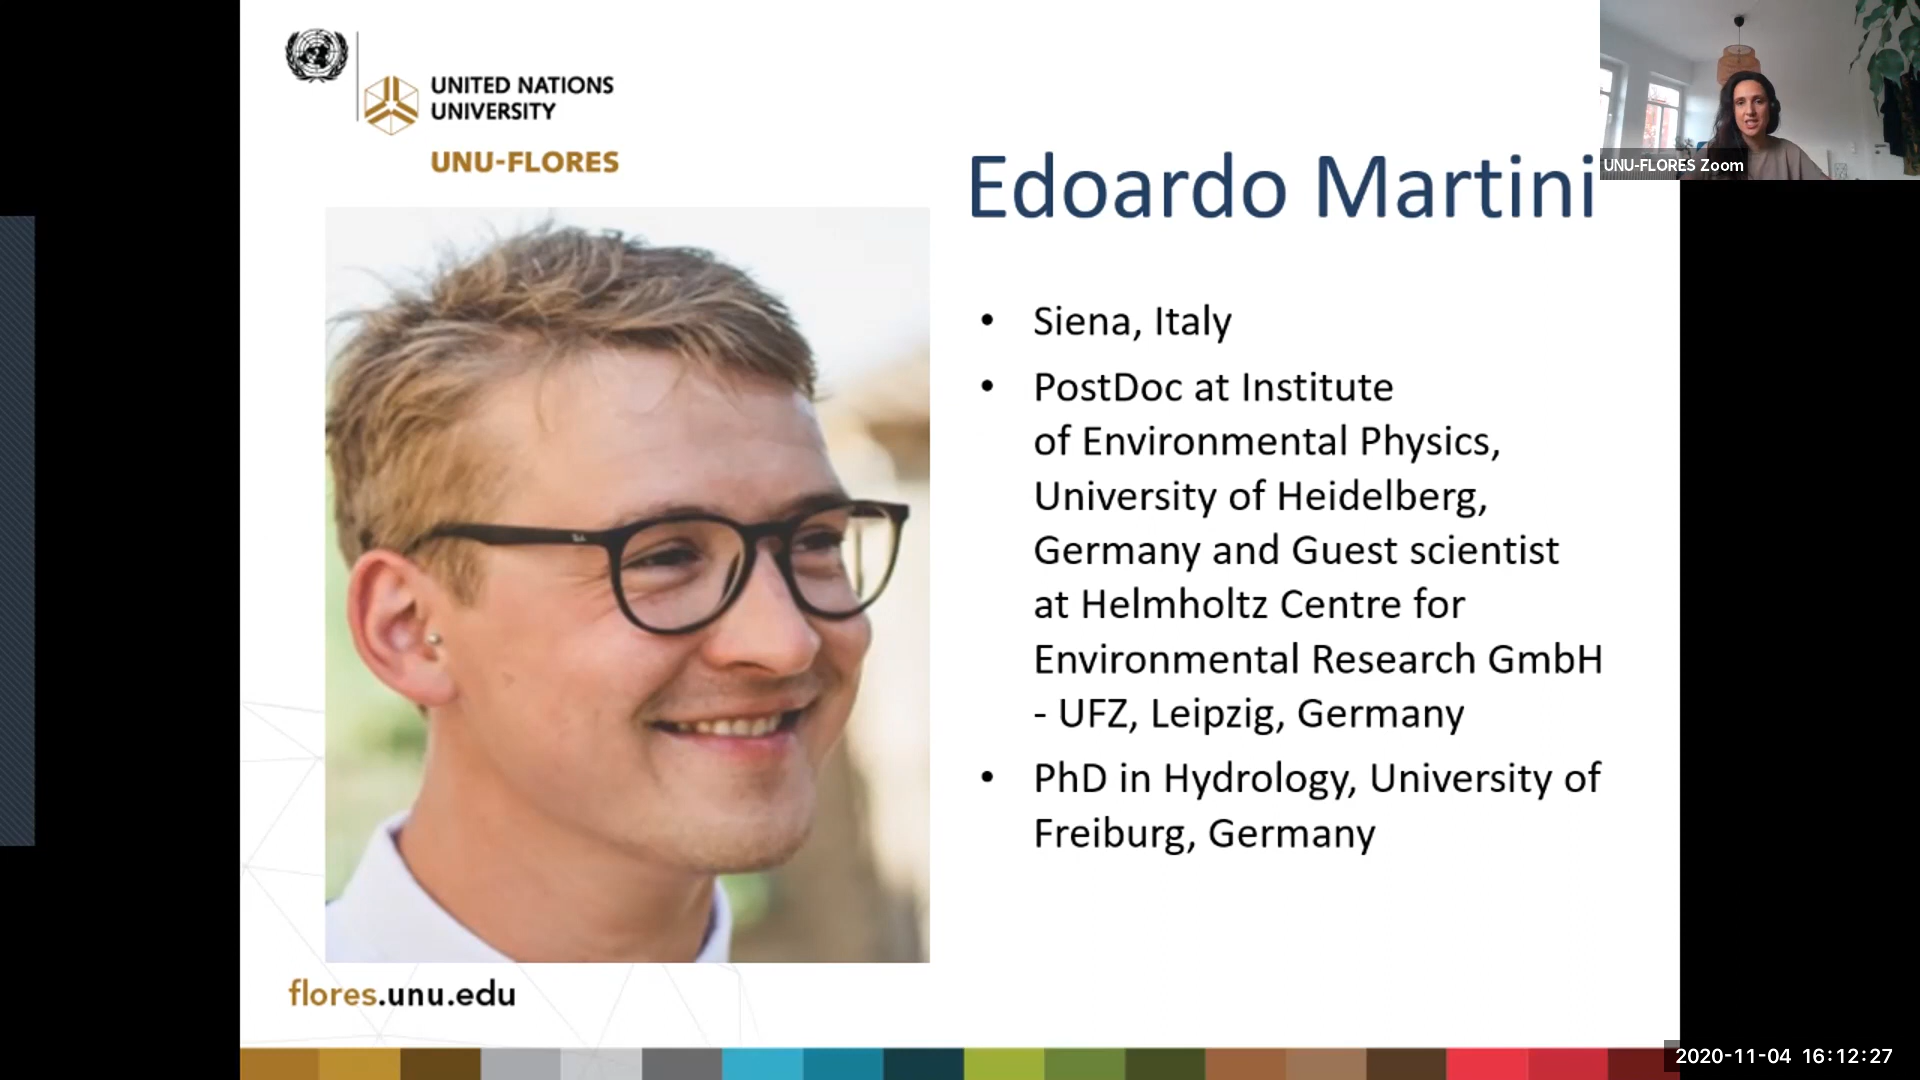 UNITED NATIONS
UNIVERSITY
UNU-FLORES
Edoardo Martini
• Siena, Italy
• PostDoc at Institute
of Environmental Physics,
University of Heidelberg,
Germany and Guest scientist
at Helmholtz Centre for
Environmental Research GmbH
- UFZ, Leipzig, Germany
• PhD in Hydrology, University of
Freiburg, Germany
flores.unu.edu
UNU-FLORES Zoom
2020-11-04 16:12:27